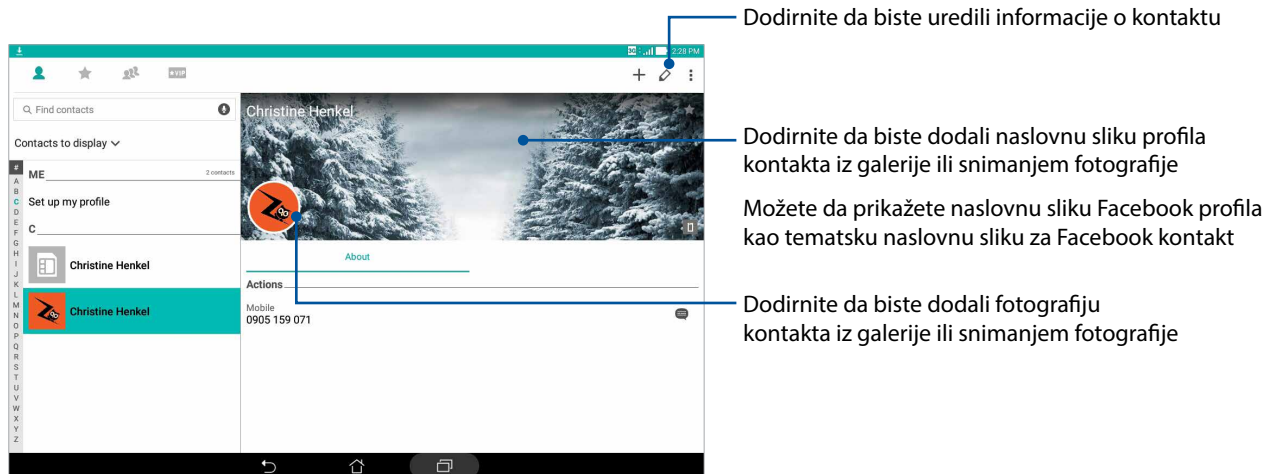 Dodirnite da biste uredili informacije o kontaktu
3G
2:28 PM
VIP
Find contacts
Contacts to display
#
A
B
C
D
E
F
G
H
I
J
K
L
M
N
O
P
Q
R
S
T
U
V
W
X
Y
Z
ME
2 contacts
Set up my profile
C
Christine Henkel
Christine Henkel
Christine Henkel
About
Actions
Mobile
0905 159 071
Dodirnite da biste dodali naslovnu sliku profila
kontakta iz galerije ili snimanjem fotografije
Možete da prikažete naslovnu sliku Facebook profila
kao tematsku naslovnu sliku za Facebook kontakt
Dodirnite da biste dodali fotografiju
kontakta iz galerije ili snimanjem fotografije